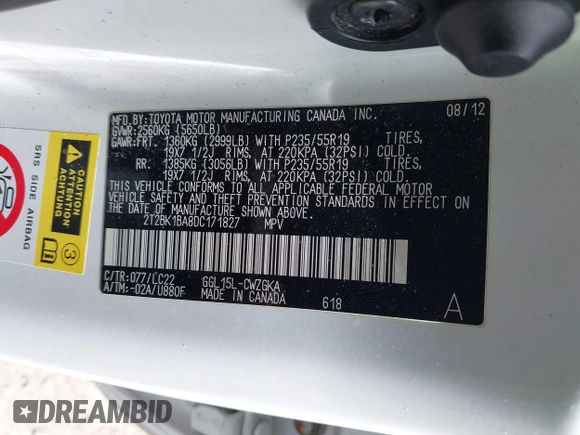 MFD.BY:TOYOTA MOTOR MANUFACTURING CANADA INC. 08/12
GVWR:2560KG (5650LB)
GAWR:FRT. 1360KG (2999LB) WITH P235/55R19 TIRES,
19X7 1/2J RIMS, AT 220KPA (32PSI) COLD.
RR. 1385KG (3056LB) WITH P235/55R19 TIRES,
19X7 1/2J RIMS, AT 220KPA (32PSI) COLD.
THIS VEHICLE CONFORMS TO ALL APPLICABLE FEDERAL MOTOR
VEHICLE SAFETY AND THEFT PREVENTION STANDARDS IN EFFECT ON
THE DATE OF MANUFACTURE SHOWN ABOVE.
2T2BK1BA8DC171827 MPV
C/TR:077/LC22 GGL15L-CWZGKA
A/TM:-02A/U880F MADE IN CANADA 618 A
SRS SIDE AIRBAG
CAUTION
ATTENTION
ACHTUNG
3
DREAMBID